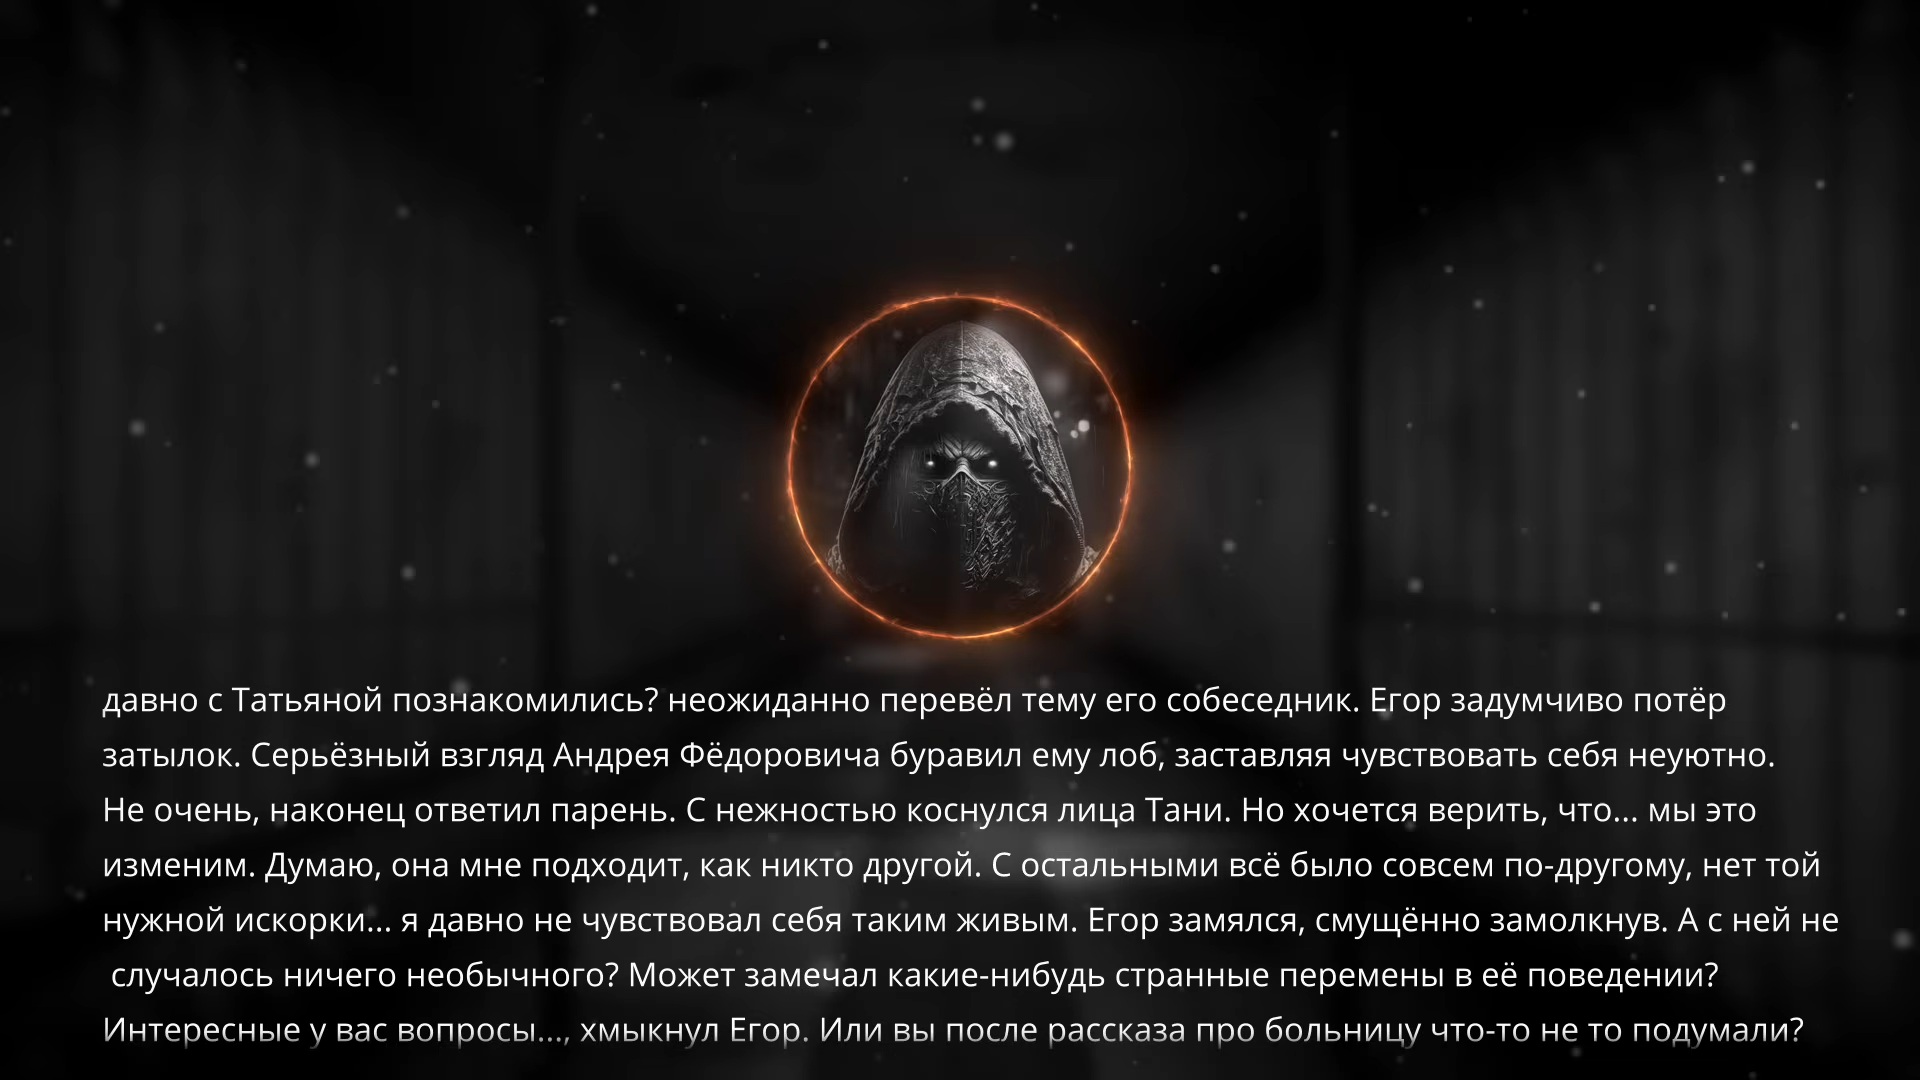 давно с Татьяной познакомились? неожиданно перевёл тему его собеседник. Егор задумчиво потёр
затылок. Серьёзный взгляд Андрея Фёдоровича буравил ему лоб, заставляя чувствовать себя неуютно.
Не очень, наконец ответил парень. С нежностью коснулся лица Тани. Но хочется верить, что... мы это
изменим. Думаю, она мне подходит, как никто другой. С остальными всё было совсем по-другому, нет той
нужной искорки... я давно не чувствовал себя таким живым. Егор замялся, смущённо замолкнув. А с ней не
случалось ничего необычного? Может замечал какие-нибудь странные перемены в её поведении?
Интересные у вас вопросы..., хмыкнул Егор. Или вы после рассказа про больницу что-то не то подумали?